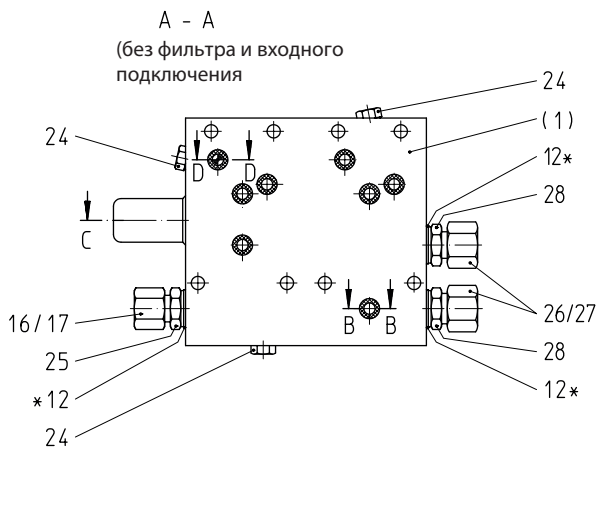 A - A
(без фильтра и входного
подключения
24
24
(1)
12*
D
D
28
C
16/17
B
B
26/27
25
28
*12
12*
24